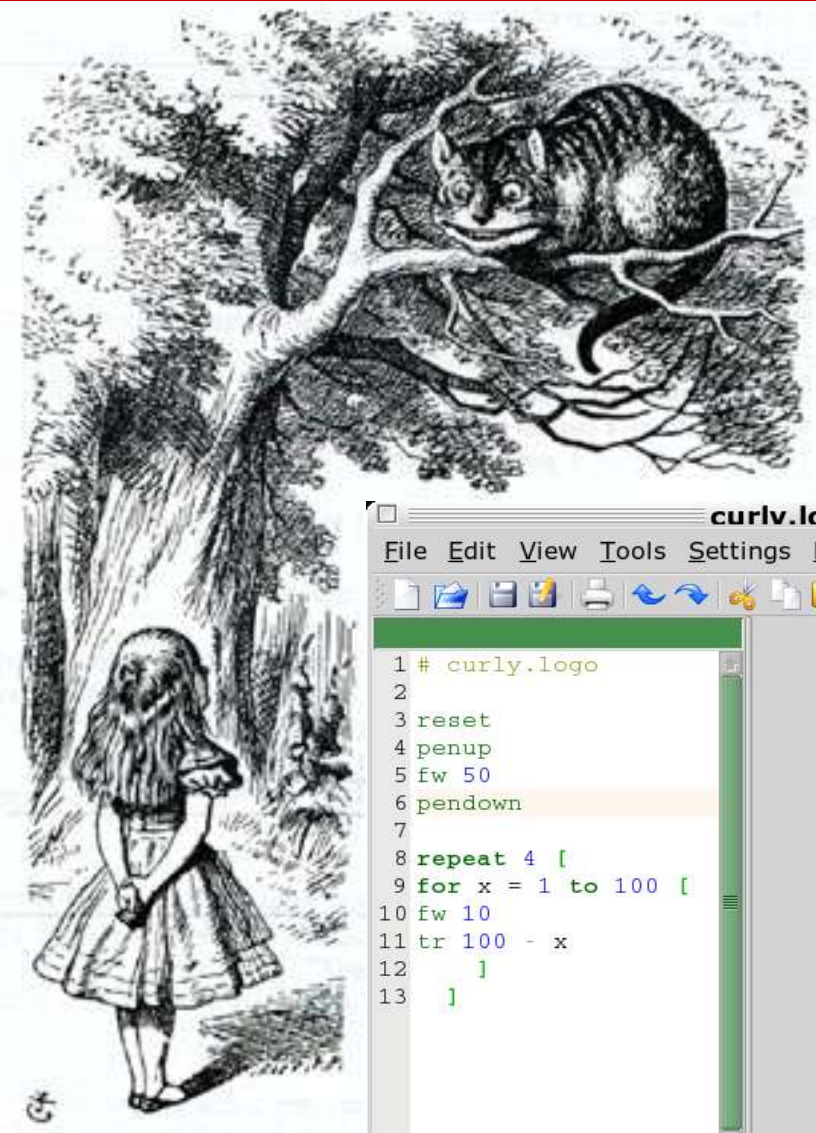 curly.lo
File Edit View Tools Settings
1 # curly.logo
2
3 reset
4 penup
5 fw 50
6 pendown
7
8 repeat 4 [
9 for x = 1 to 100 [
10 fw 10
11 tr 100 - x
12 ]
13 ]